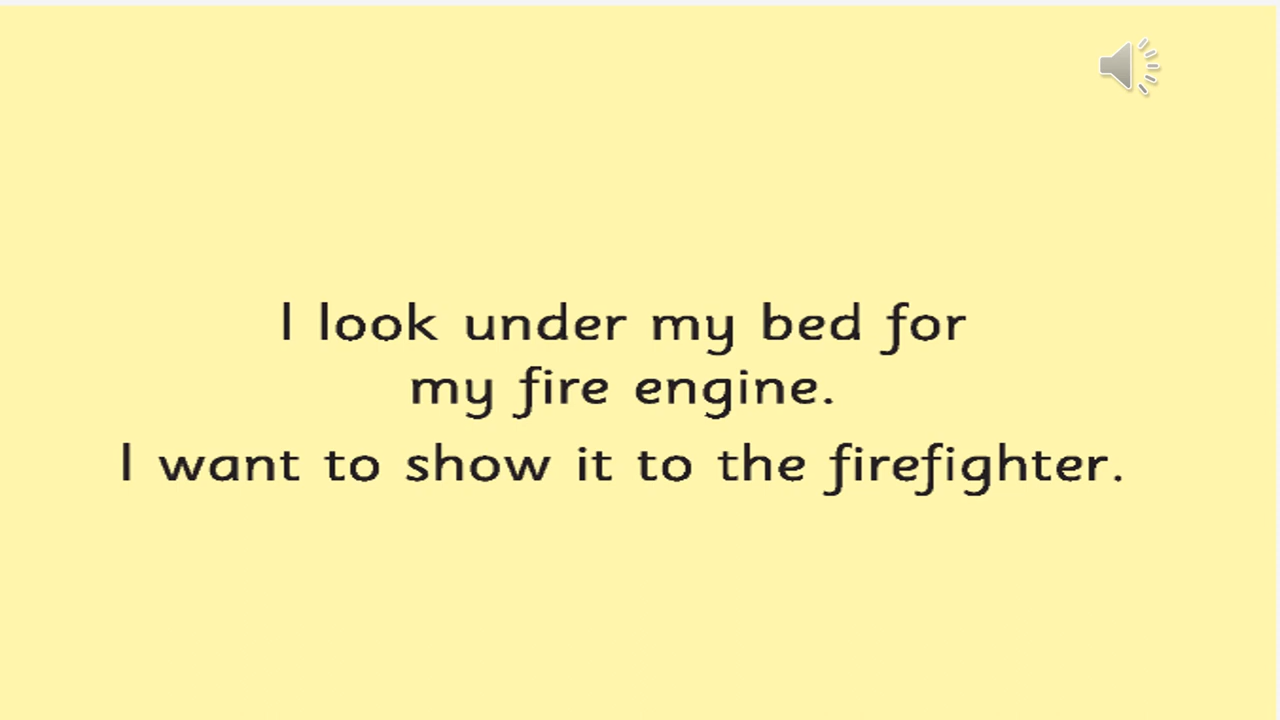 I look under my bed for
my fire engine.
I want to show it to the firefighter.